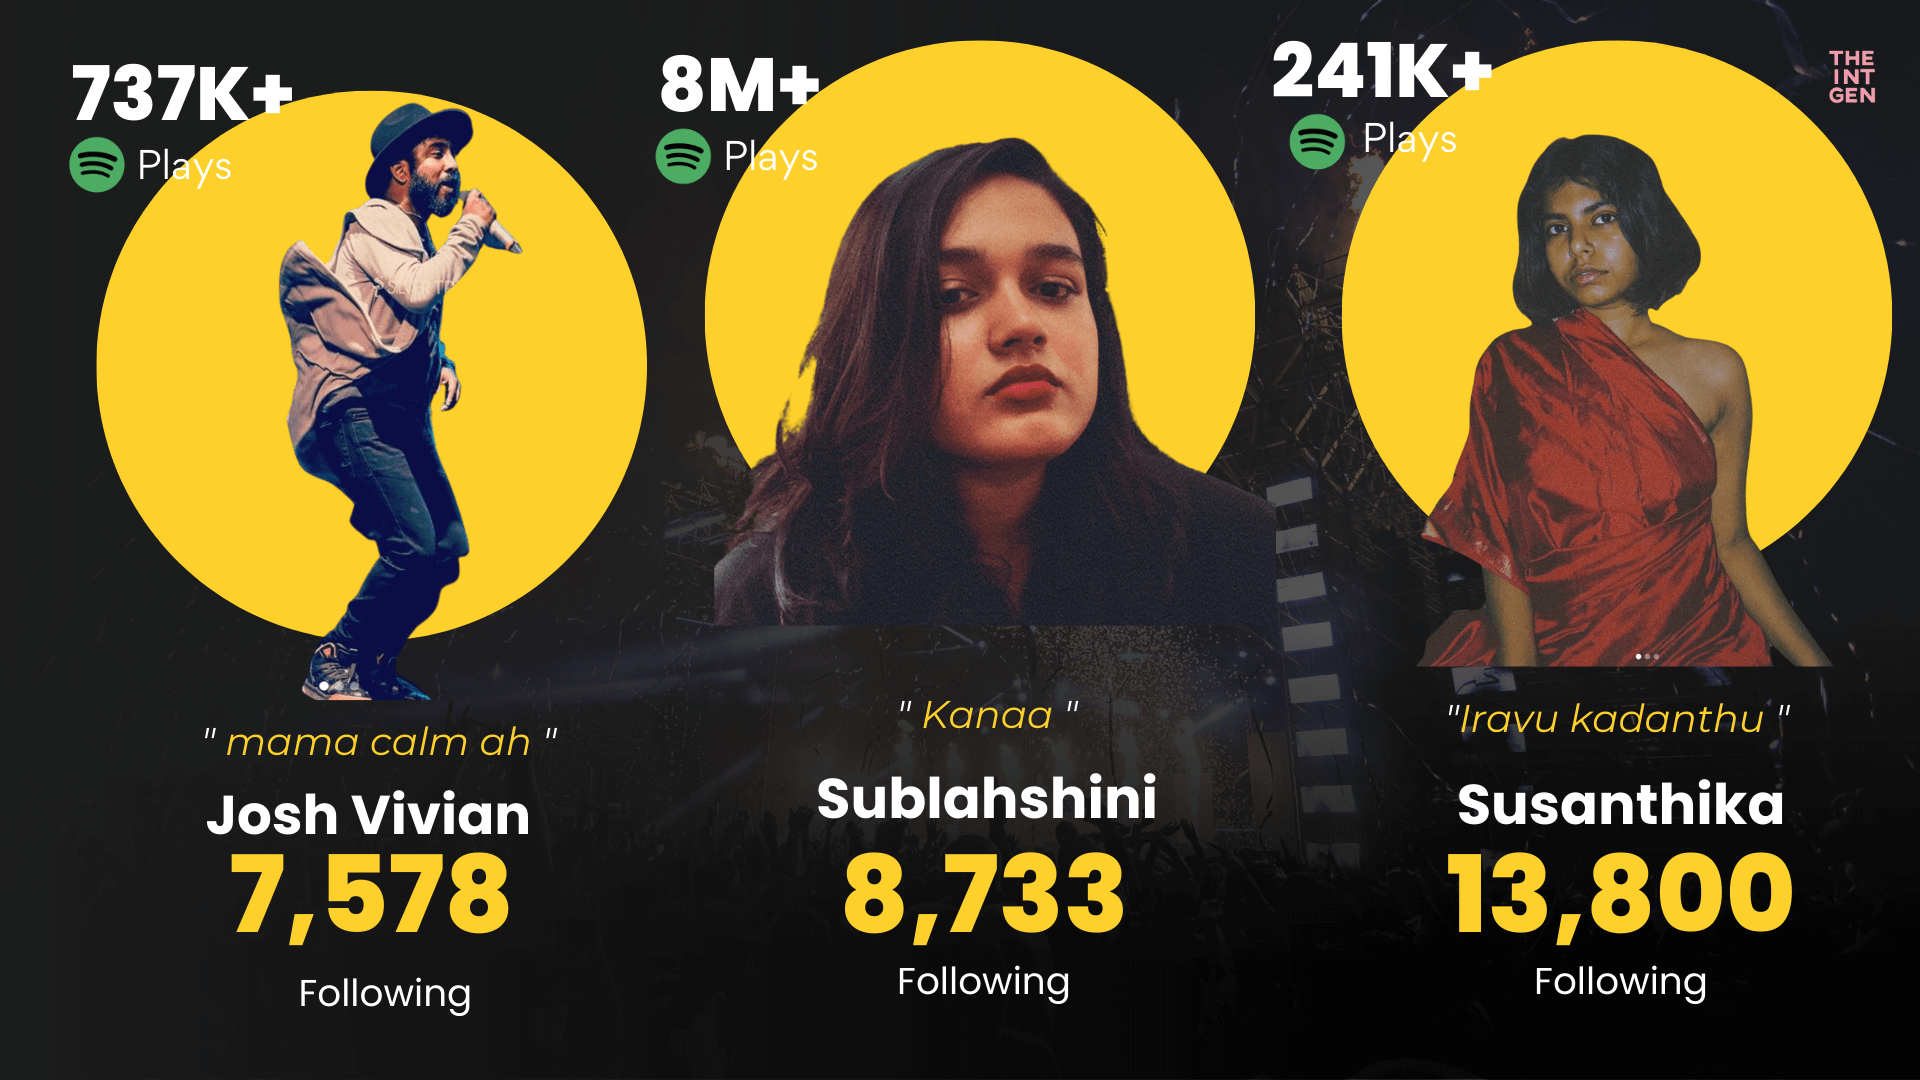 737K+
Plays
" mama calm ah "
Josh Vivian
7,578
Following
8M+
Plays
" Kanaa "
Sublahshini
8,733
Following
241K+
Plays
"Iravu kadanthu "
Susanthika
13,800
Following
THE
INT
GEN